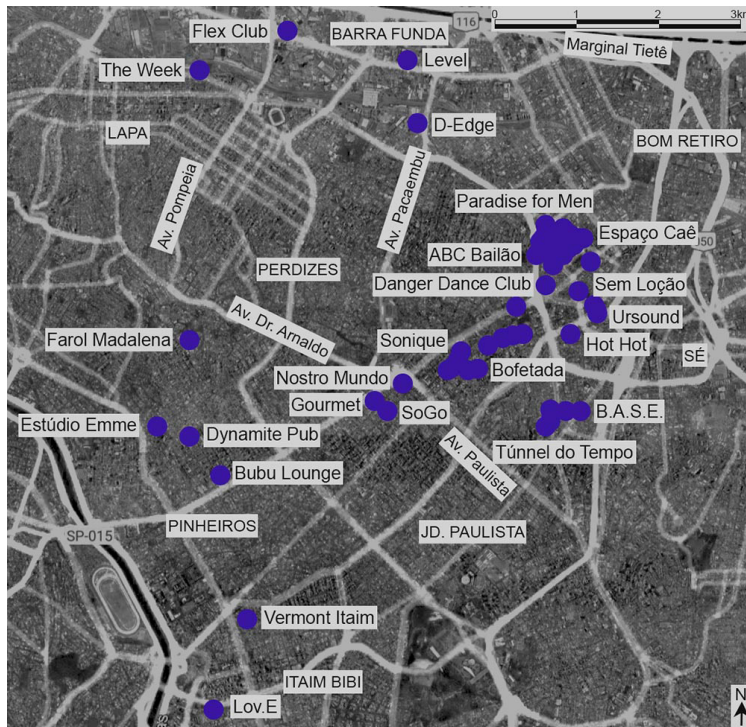 0 1 2 3km
116
Flex Club
BARRA FUNDA
Marginal Tietê
The Week
Level
LAPA
D-Edge
BOM RETIRO
Av. Pompeia
Av. Pacaembu
Paradise for Men
Espaço Caê
ABC Bailão
050
PERDIZES
Danger Dance Club
Sem Loção
Ursound
Av. Dr. Arnaldo
Farol Madalena
Sonique
Hot Hot
SÉ
Nostro Mundo
Bofetada
Gourmet
SoGo
B.A.S.E.
Estúdio Emme
Dynamite Pub
Túnnel do Tempo
Av. Paulista
Bubu Lounge
PINHEIROS
SP-015
JD. PAULISTA
Vermont Itaim
ITAIM BIBI
Lov.E
N